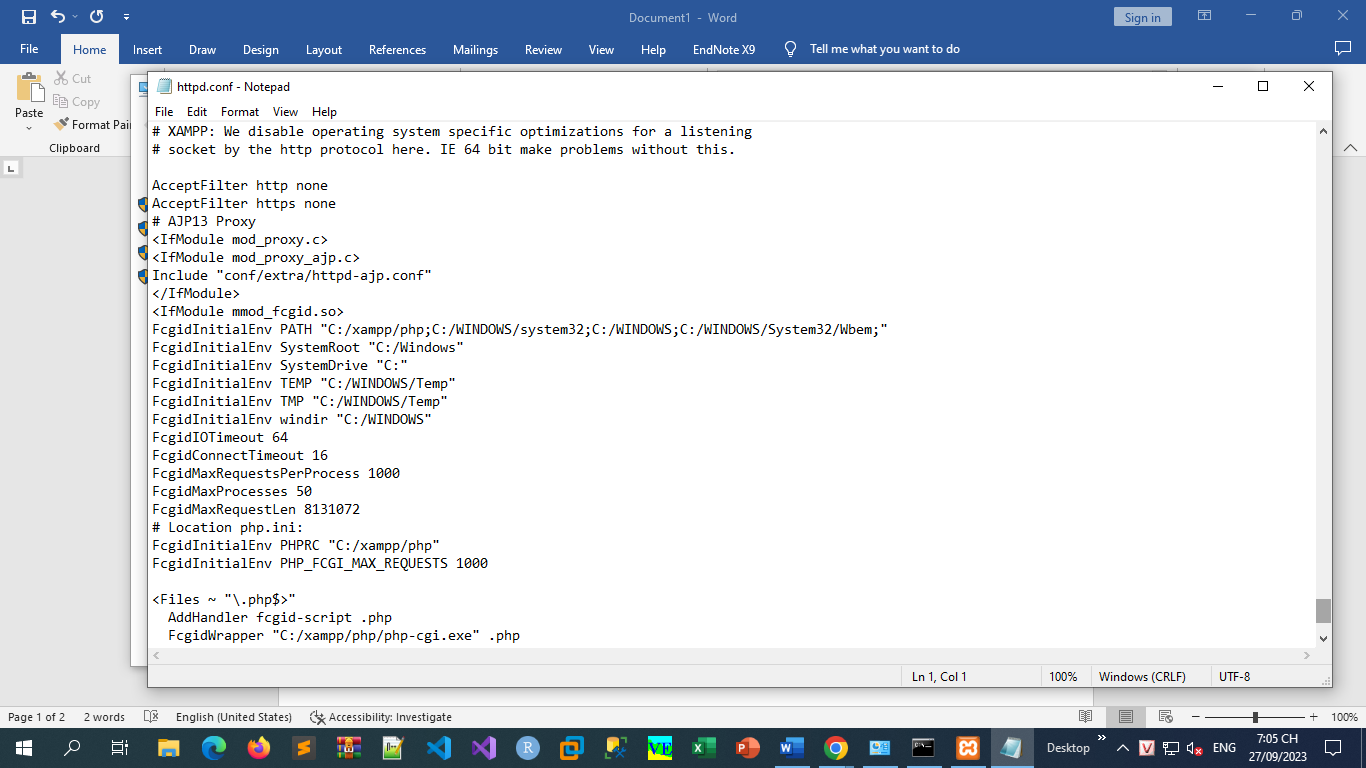 Document1 - Word
Sign in
File Home Insert Draw Design Layout References Mailings Review View Help EndNote X9 Tell me what you want to do
Paste
Cut
Copy
Format Pai
Clipboard
httpd.conf - Notepad
File Edit Format View Help
# XAMPP: We disable operating system specific optimizations for a listening
# socket by the http protocol here. IE 64 bit make problems without this.
AcceptFilter http none
AcceptFilter https none
# AJP13 Proxy
<IfModule mod_proxy.c>
<IfModule mod_proxy_ajp.c>
Include "conf/extra/httpd-ajp.conf"
</IfModule>
<IfModule mmod_fcgid.so>
FcgidInitialEnv PATH "C:/xampp/php;C:/WINDOWS/system32;C:/WINDOWS;C:/WINDOWS/System32/Wbem;"
FcgidInitialEnv SystemRoot "C:/Windows"
FcgidInitialEnv SystemDrive "C:"
FcgidInitialEnv TEMP "C:/WINDOWS/Temp"
FcgidInitialEnv TMP "C:/WINDOWS/Temp"
FcgidInitialEnv windir "C:/WINDOWS"
FcgidIOTimeout 64
FcgidConnectTimeout 16
FcgidMaxRequestsPerProcess 1000
FcgidMaxProcesses 50
FcgidMaxRequestLen 8131072
# Location php.ini:
FcgidInitialEnv PHPRC "C:/xampp/php"
FcgidInitialEnv PHP_FCGI_MAX_REQUESTS 1000
<Files ~ "\.php$>"
AddHandler fcgid-script .php
FcgidWrapper "C:/xampp/php/php-cgi.exe" .php
Ln 1, Col 1 100% Windows (CRLF) UTF-8
Page 1 of 2 2 words English (United States) Accessibility: Investigate 100%
Desktop ENG 7:05 CH
27/09/2023